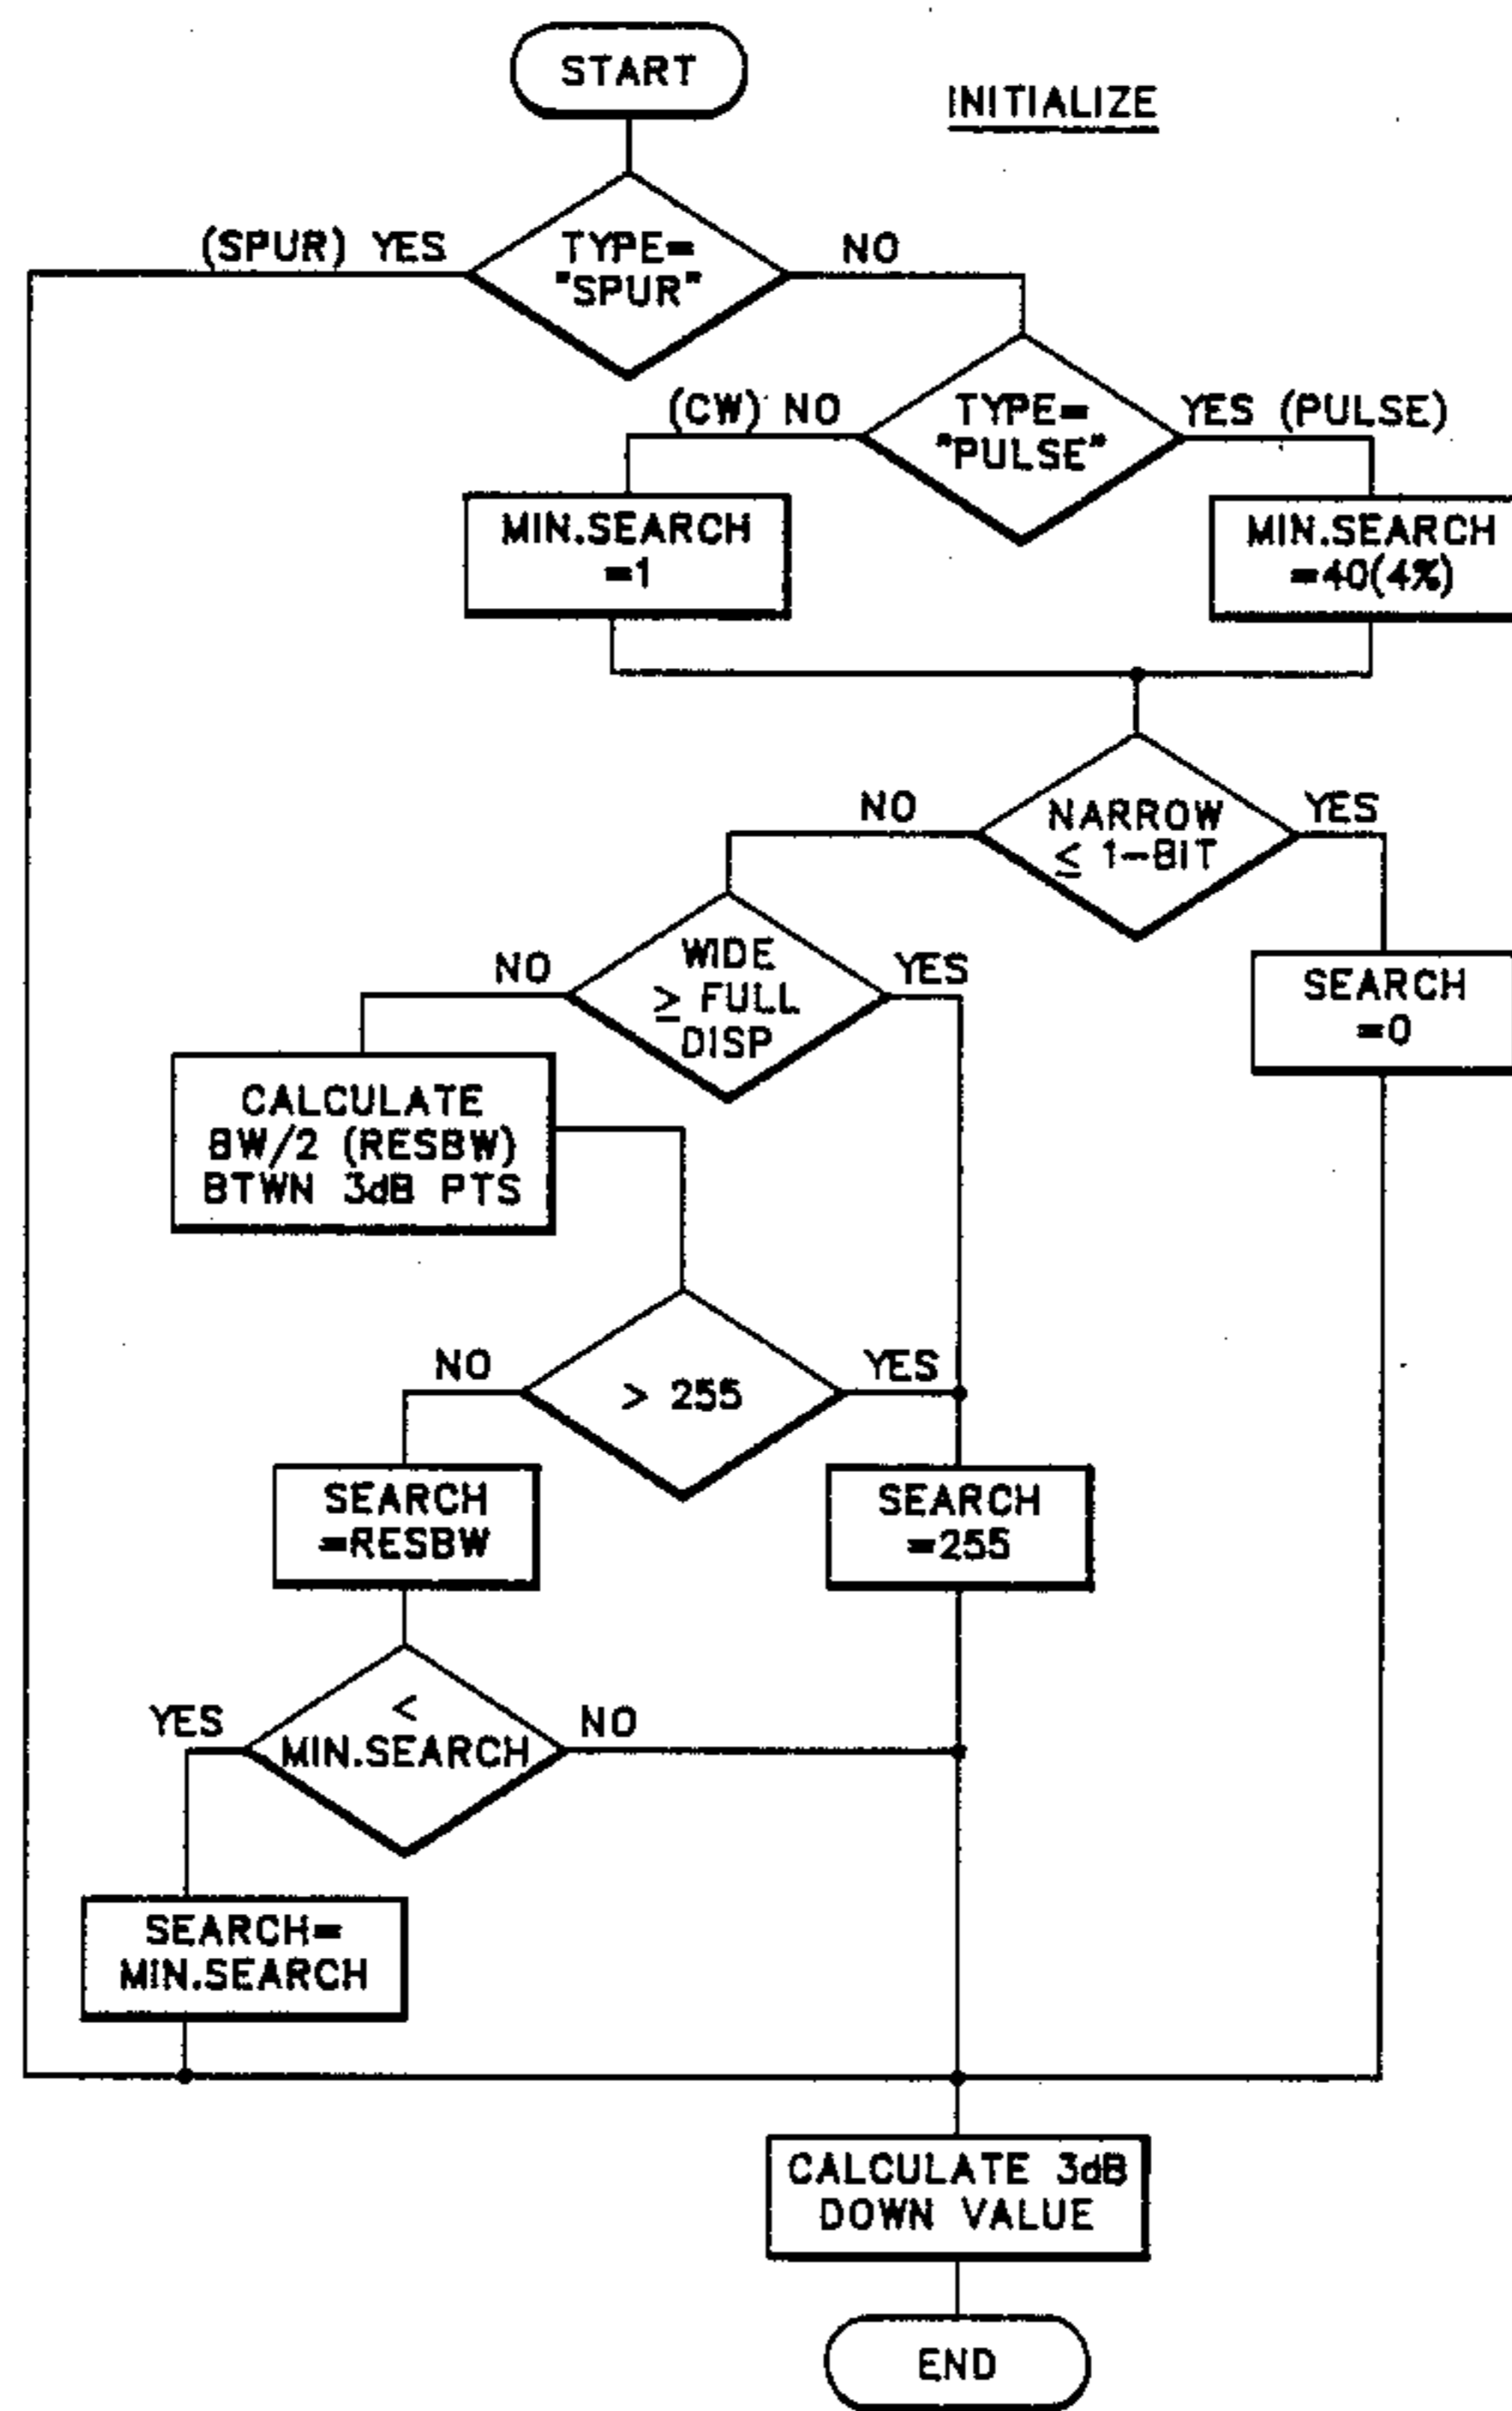 START
INITIALIZE
(SPUR) YES
TYPE=
"SPUR"
NO
(CW) NO
TYPE=
"PULSE"
YES (PULSE)
MIN.SEARCH
=1
MIN.SEARCH
=40(4%)
NO
NARROW
≤ 1-BIT
YES
NO
WIDE
≥ FULL
DISP
YES
SEARCH
=0
CALCULATE
BW/2 (RESBW)
BTWN 3dB PTS
NO
> 255
YES
SEARCH
=RESBW
SEARCH
=255
YES
<
MIN.SEARCH
NO
SEARCH=
MIN.SEARCH
CALCULATE 3dB
DOWN VALUE
END